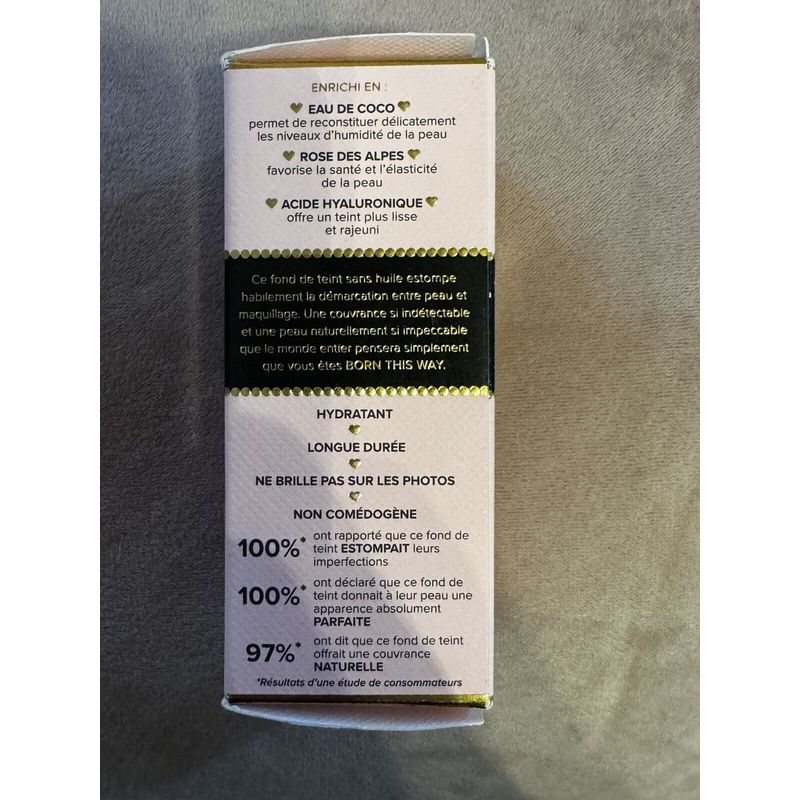 ENRICHI EN :
EAU DE COCO
permet de reconstituer délicatement
les niveaux d'humidité de la peau
ROSE DES ALPES
favorise la santé et l'élasticité
de la peau
ACIDE HYALURONIQUE
offre un teint plus lisse
et rajeuni
Ce fond de teint sans huile estompe
habilement la démarcation entre peau et
maquillage. Une couvrance si indétectable
et une peau naturellement si impeccable
que le monde entier pensera simplement
que vous êtes BORN THIS WAY.
HYDRATANT
LONGUE DURÉE
NE BRILLE PAS SUR LES PHOTOS
NON COMÉDOGÈNE
100%* ont rapporté que ce fond de
teint ESTOMPAIT leurs
imperfections
100%* ont déclaré que ce fond de
teint donnait à leur peau une
apparence absolument
PARFAITE
97%* ont dit que ce fond de teint
offrait une couvrance
NATURELLE
*Résultats d'une étude de consommateurs